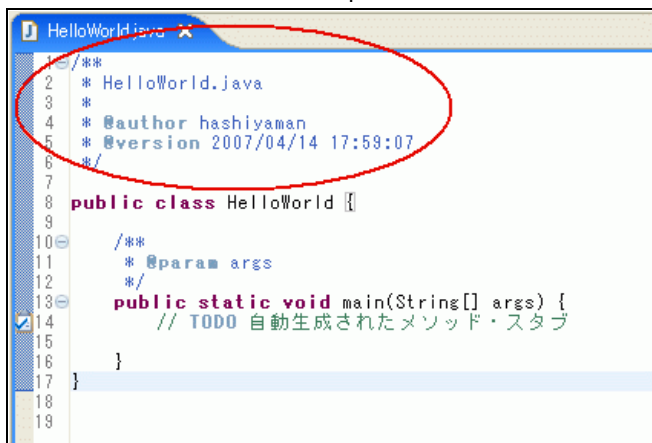 HelloWorld.java
1 /**
2  * HelloWorld.java
3  *
4  * @author hashiyaman
5  * @version 2007/04/14 17:59:07
6  */
7
8 public class HelloWorld {
9
10     /**
11      * @param args
12      */
13     public static void main(String[] args) {
14         // TODO 自動生成されたメソッド・スタブ
15
16     }
17 }
18
19